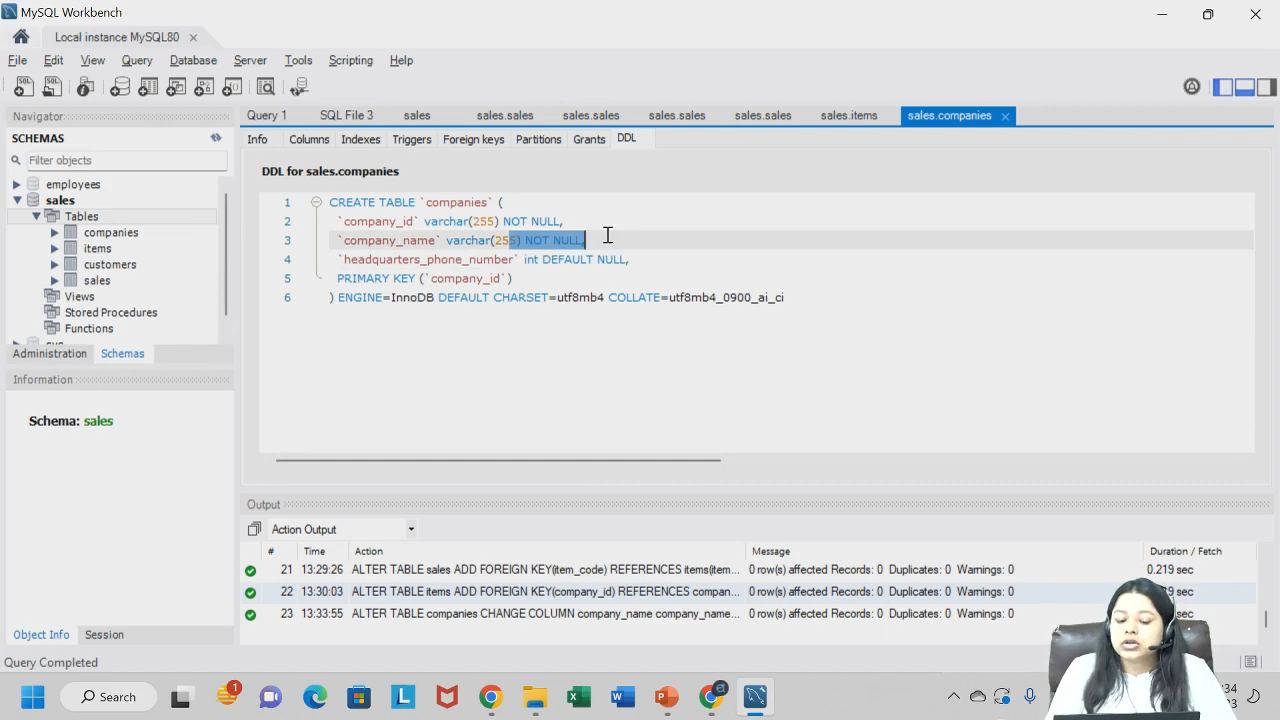 MySQL Workbench
Local instance MySQL80
File Edit View Query Database Server Tools Scripting Help
Navigator
SCHEMAS
Filter objects
employees
sales
Tables
companies
items
customers
sales
Views
Stored Procedures
Functions
Administration Schemas
Information
Schema: sales
Object Info Session
Query 1 SQL File 3 sales sales.sales sales.sales sales.sales sales.sales sales.items sales.companies
Info Columns Indexes Triggers Foreign keys Partitions Grants DDL
DDL for sales.companies
1 CREATE TABLE `companies` (
2 `company_id` varchar(255) NOT NULL,
3 `company_name` varchar(255) NOT NULL,
4 `headquarters_phone_number` int DEFAULT NULL,
5 PRIMARY KEY (`company_id`)
6 ) ENGINE=InnoDB DEFAULT CHARSET=utf8mb4 COLLATE=utf8mb4_0900_ai_ci
Output
Action Output
# Time Action Message Duration / Fetch
21 13:29:26 ALTER TABLE sales ADD FOREIGN KEY(item_code) REFERENCES items(item... 0 row(s) affected Records: 0 Duplicates: 0 Warnings: 0 0.219 sec
22 13:30:03 ALTER TABLE items ADD FOREIGN KEY(company_id) REFERENCES compan... 0 row(s) affected Records: 0 Duplicates: 0 Warnings: 0 sec
23 13:33:55 ALTER TABLE companies CHANGE COLUMN company_name company_name... 0 row(s) affected Records: 0 Duplicates: 0 Warnings: 0
Query Completed
Search
1